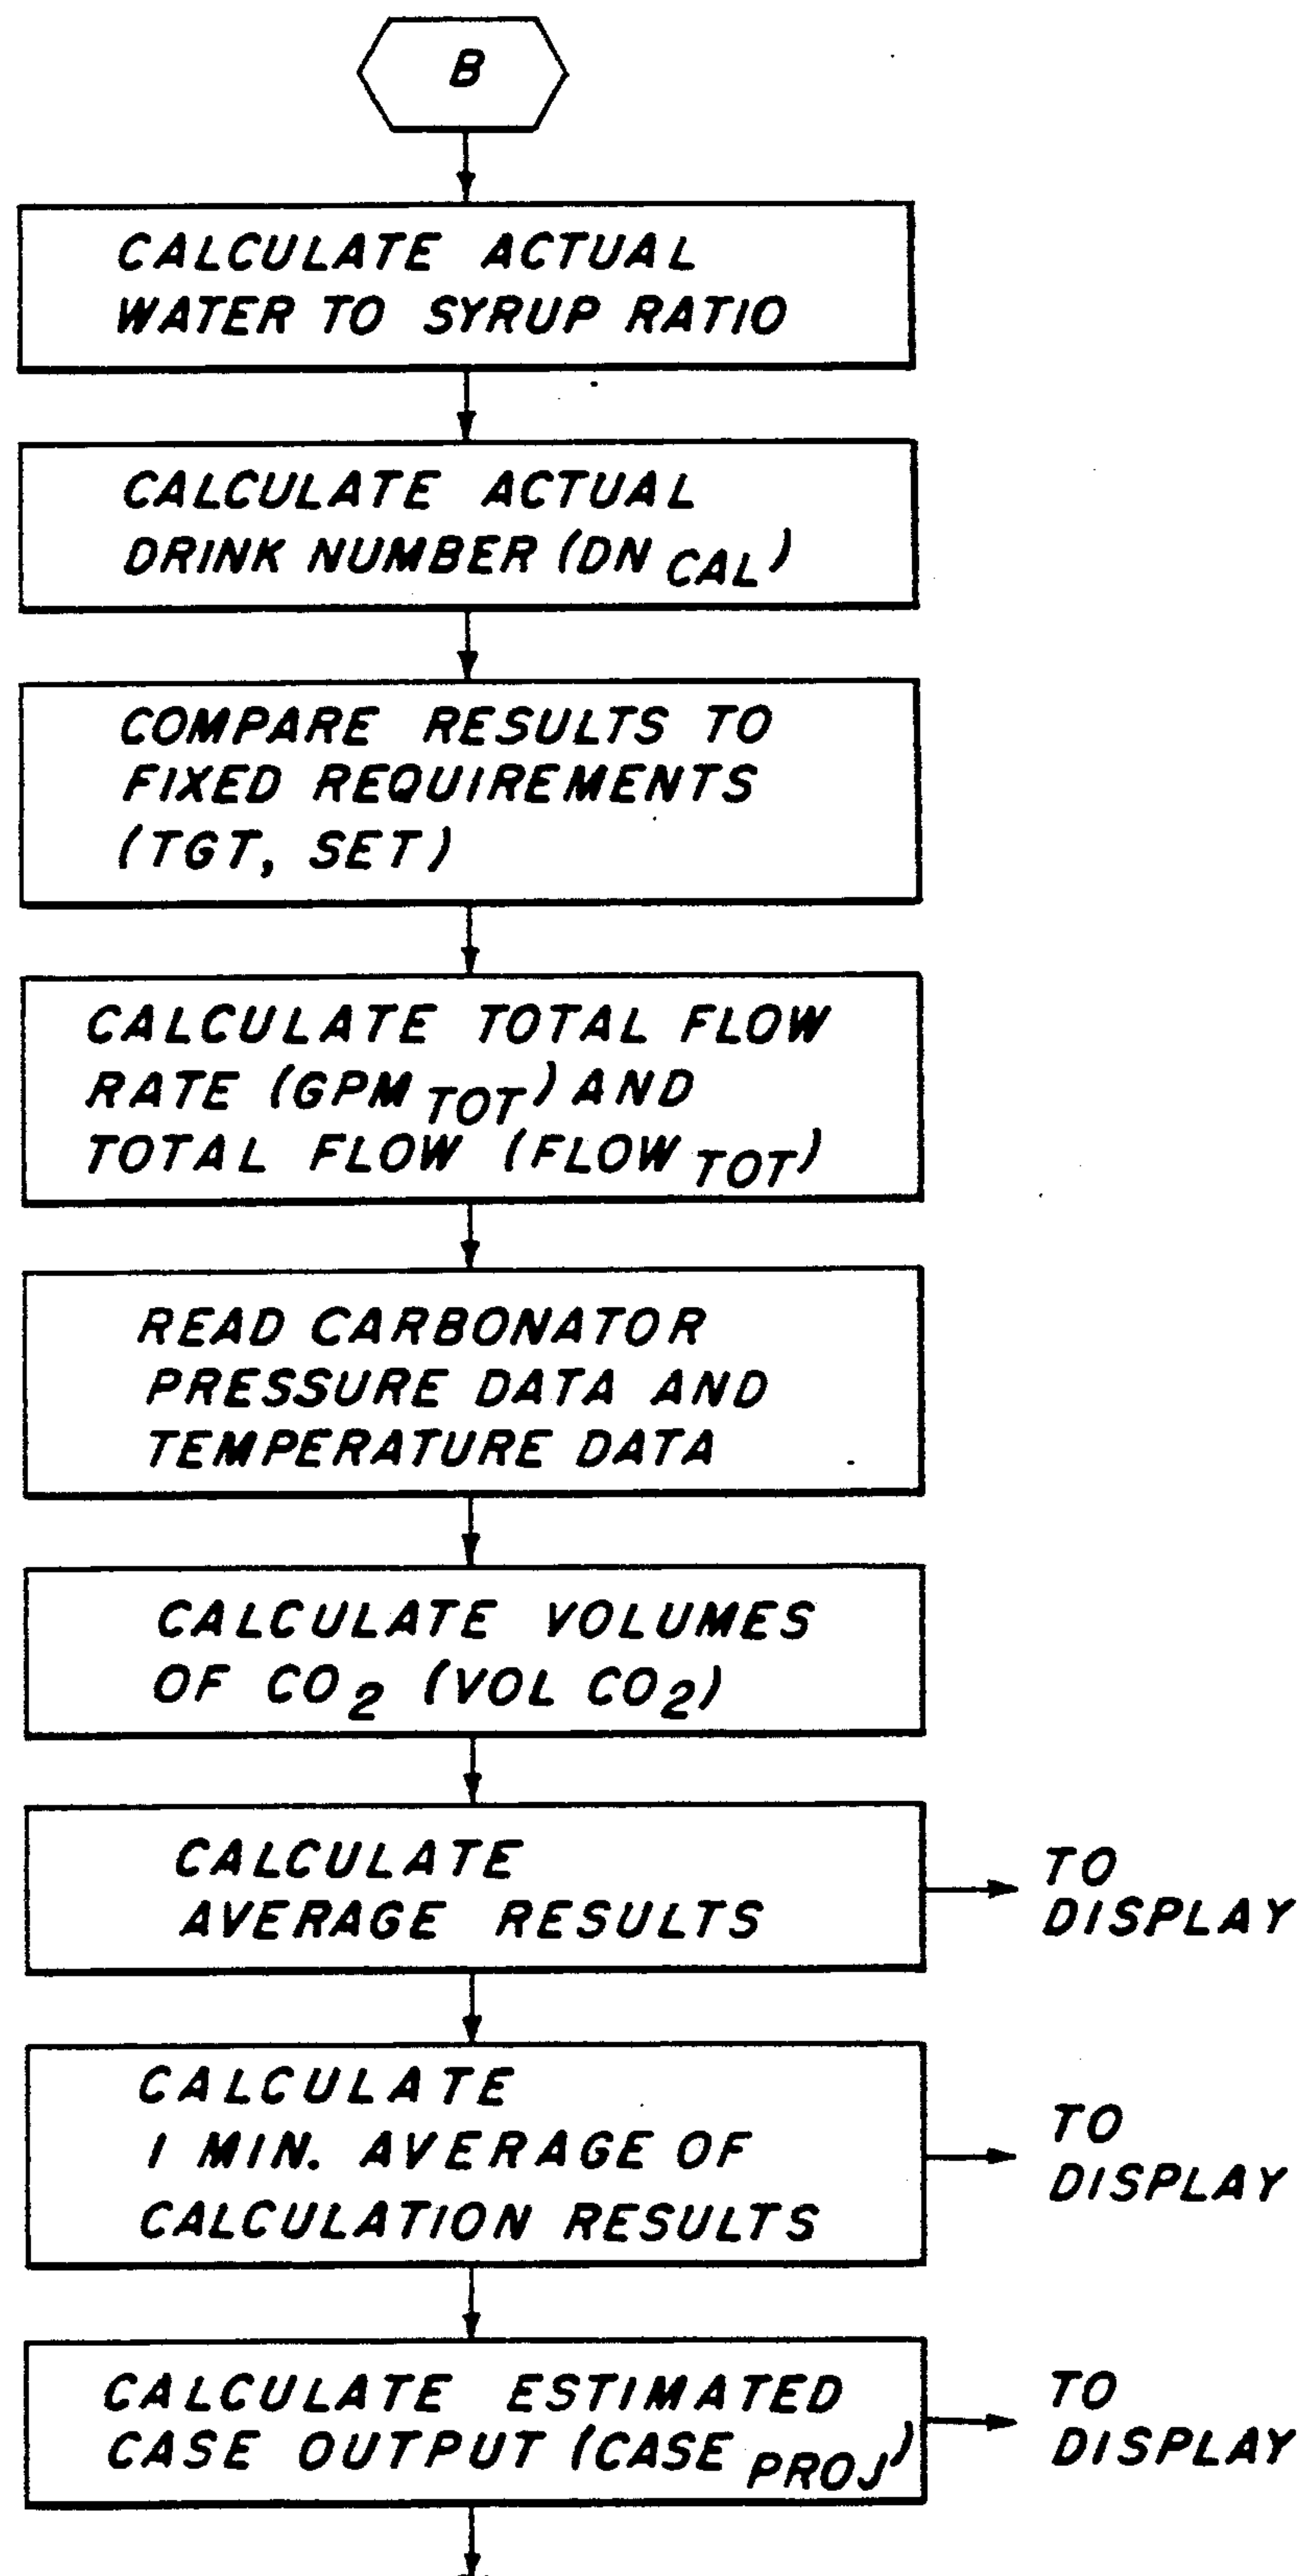 B
CALCULATE ACTUAL
WATER TO SYRUP RATIO
CALCULATE ACTUAL
DRINK NUMBER (DN CAL)
COMPARE RESULTS TO
FIXED REQUIREMENTS
(TGT, SET)
CALCULATE TOTAL FLOW
RATE (GPM TOT) AND
TOTAL FLOW (FLOW TOT)
READ CARBONATOR
PRESSURE DATA AND
TEMPERATURE DATA
CALCULATE VOLUMES
OF CO2 (VOL CO2)
CALCULATE
AVERAGE RESULTS
TO
DISPLAY
CALCULATE
1 MIN. AVERAGE OF
CALCULATION RESULTS
TO
DISPLAY
CALCULATE ESTIMATED
CASE OUTPUT (CASE PROJ)
TO
DISPLAY